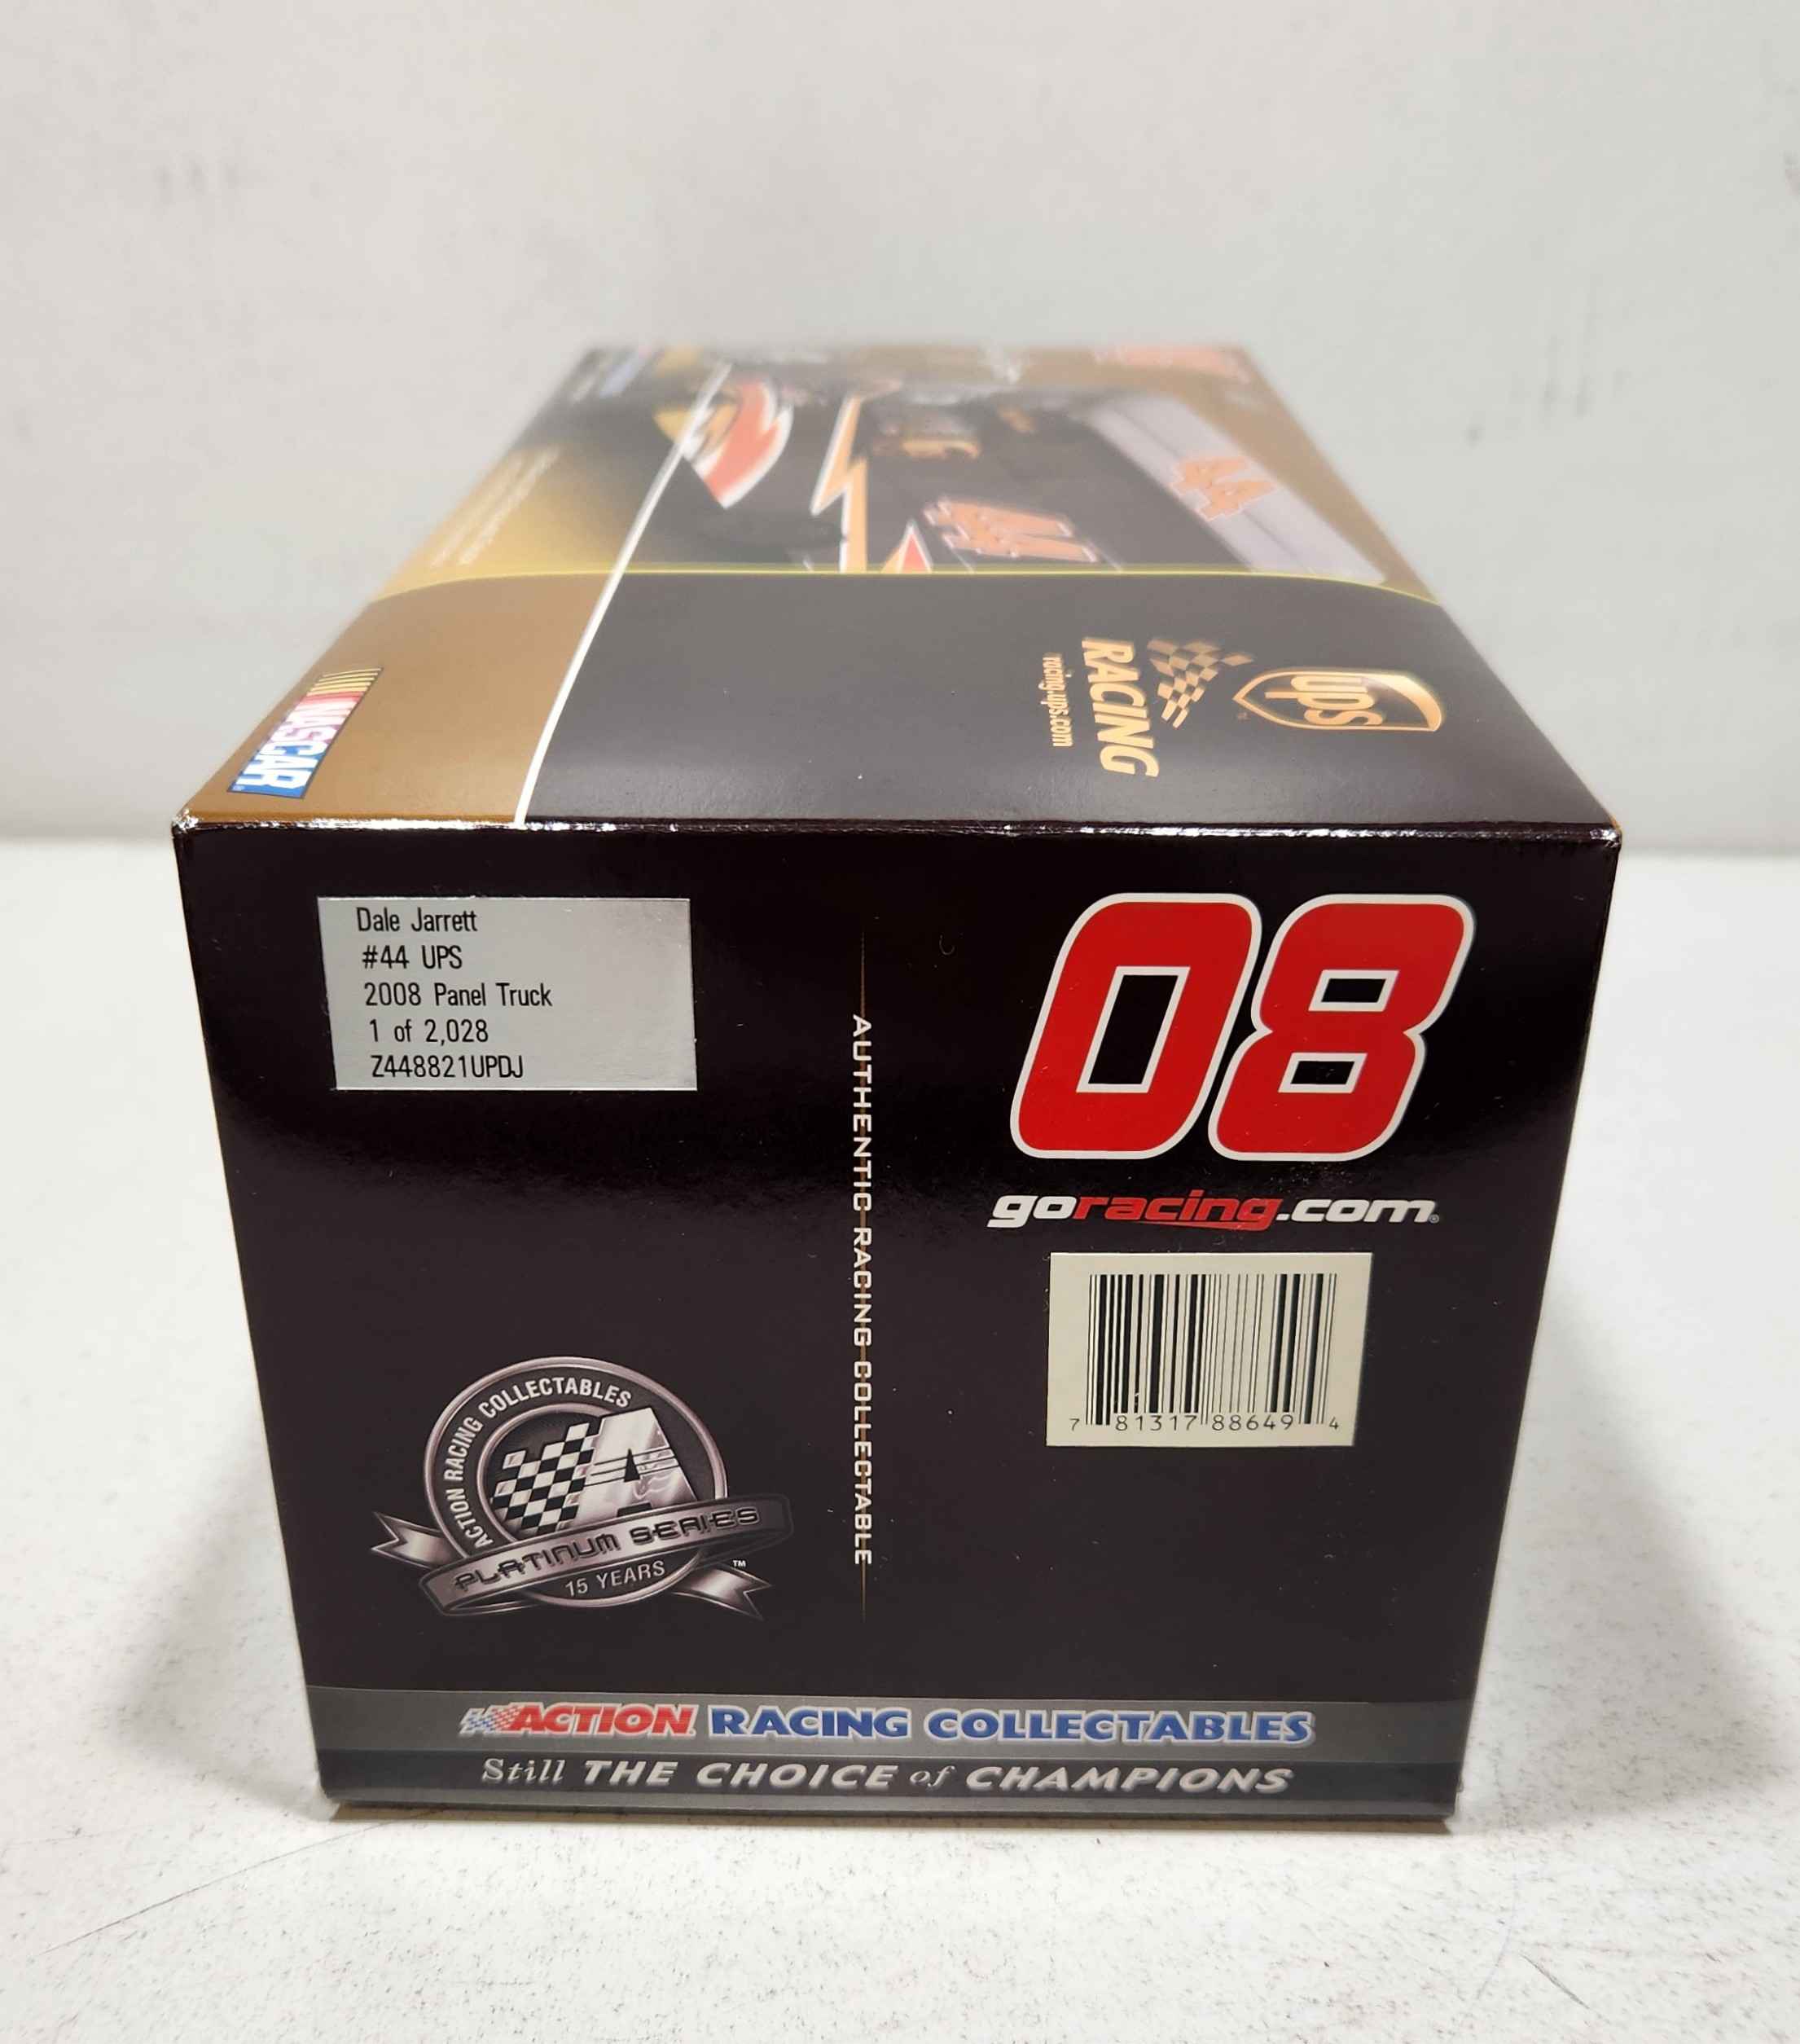 44
44
ups
RACING
racing.ups.com
NASCAR
Dale Jarrett
#44 UPS
2008 Panel Truck
1 of 2,028
Z448821UPDJ
AUTHENTIC RACING COLLECTABLE
08
goracing.com
7 81317 88649 4
ACTION RACING COLLECTABLES
A
PLATINUM SERIES
15 YEARS
TM
ACTION RACING COLLECTABLES
Still THE CHOICE of CHAMPIONS